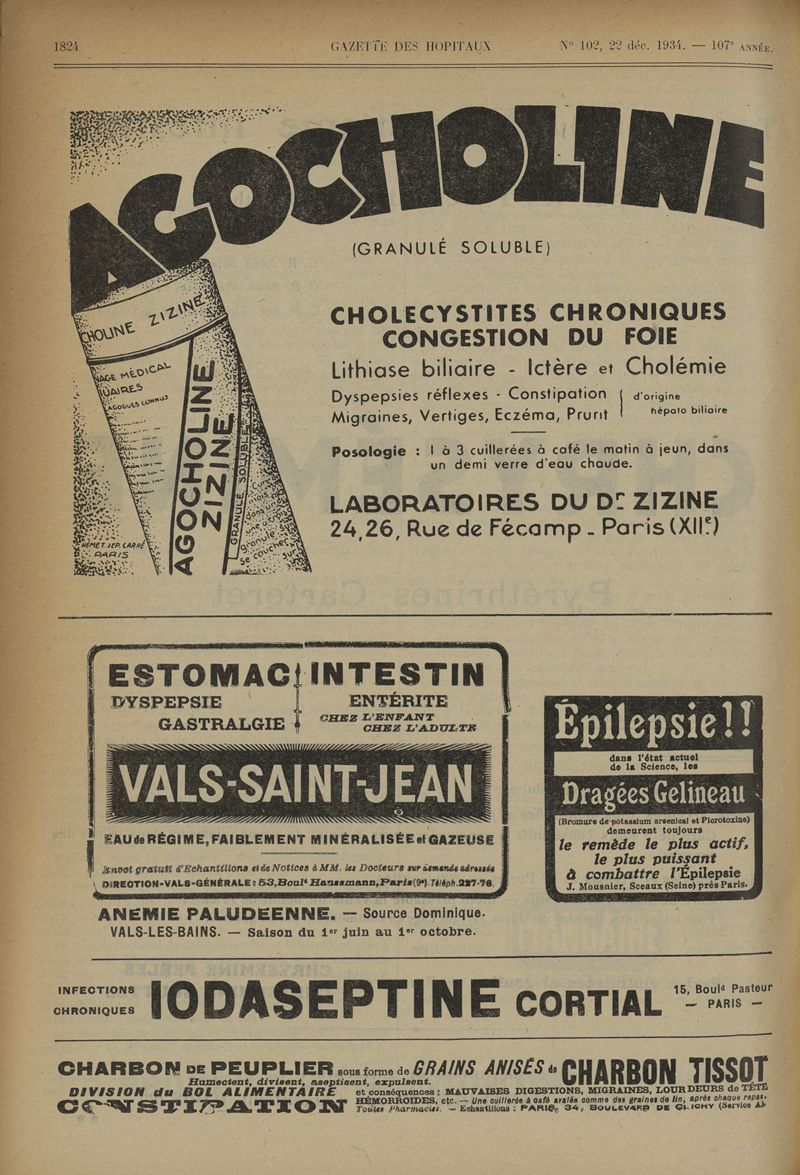 1824 GAZETTE DES HOPITAUX N° 102, 22 déc. 1934. — 107e ANNÉE.
AGOCHOLINE
(GRANULÉ SOLUBLE)
CHOLINE ZIZINE
MÉDICAL
AGOCHOLINE
ZIZINE
GRANULÉ SOLUBLE
PARIS
CHOLECYSTITES CHRONIQUES
CONGESTION DU FOIE
Lithiase biliaire - Ictère et Cholémie
Dyspepsies réflexes - Constipation
Migraines, Vertiges, Eczéma, Prurit
d'origine
hépato biliaire
Posologie : 1 à 3 cuillerées à café le matin à jeun, dans
un demi verre d'eau chaude.
LABORATOIRES DU Dr ZIZINE
24,26, Rue de Fécamp - Paris (XIIe)
ESTOMAC INTESTIN
DYSPEPSIE ENTÉRITE
GASTRALGIE CHEZ L'ENFANT
CHEZ L'ADULTE
VALS-SAINT-JEAN
EAU de RÉGIME, FAIBLEMENT MINÉRALISÉE et GAZEUSE
Envoi gratuit d'Echantillons et de Notices à MM. les Docteurs sur demande adressée
DIRECTION-VALS-GÉNÉRALE: 53, Boult Haussmann, Paris (9e). Téléph. 227-76.
ANEMIE PALUDEENNE. — Source Dominique.
VALS-LES-BAINS. — Saison du 1er juin au 1er octobre.
Épilepsie!!
dans l'état actuel
de la Science, les
Dragées Gelineau
(Bromure de potassium arsenical et Picrotoxine)
demeurent toujours
le remède le plus actif,
le plus puissant
à combattre l'Épilepsie
J. Mousnier, Sceaux (Seine) près Paris.
INFECTIONS
CHRONIQUES
IODASEPTINE CORTIAL
15, Bould Pasteur
— PARIS —
CHARBON DE PEUPLIER sous forme de GRAINS ANISÉS de CHARBON TISSOT
Humectent, divisent, aseptisent, expulsent.
DIVISION du BOL ALIMENTAIRE et conséquences : MAUVAISES DIGESTIONS, MIGRAINES, LOURDEURS de TÊTE
CONSTIPATION HÉMORROIDES, etc. — Une cuillerée à café avalée comme des graines de lin, après chaque repas.
Toutes Pharmacies. — Echantillons : PARIS, 34, BOULEVARD DE CLICHY (Service A)